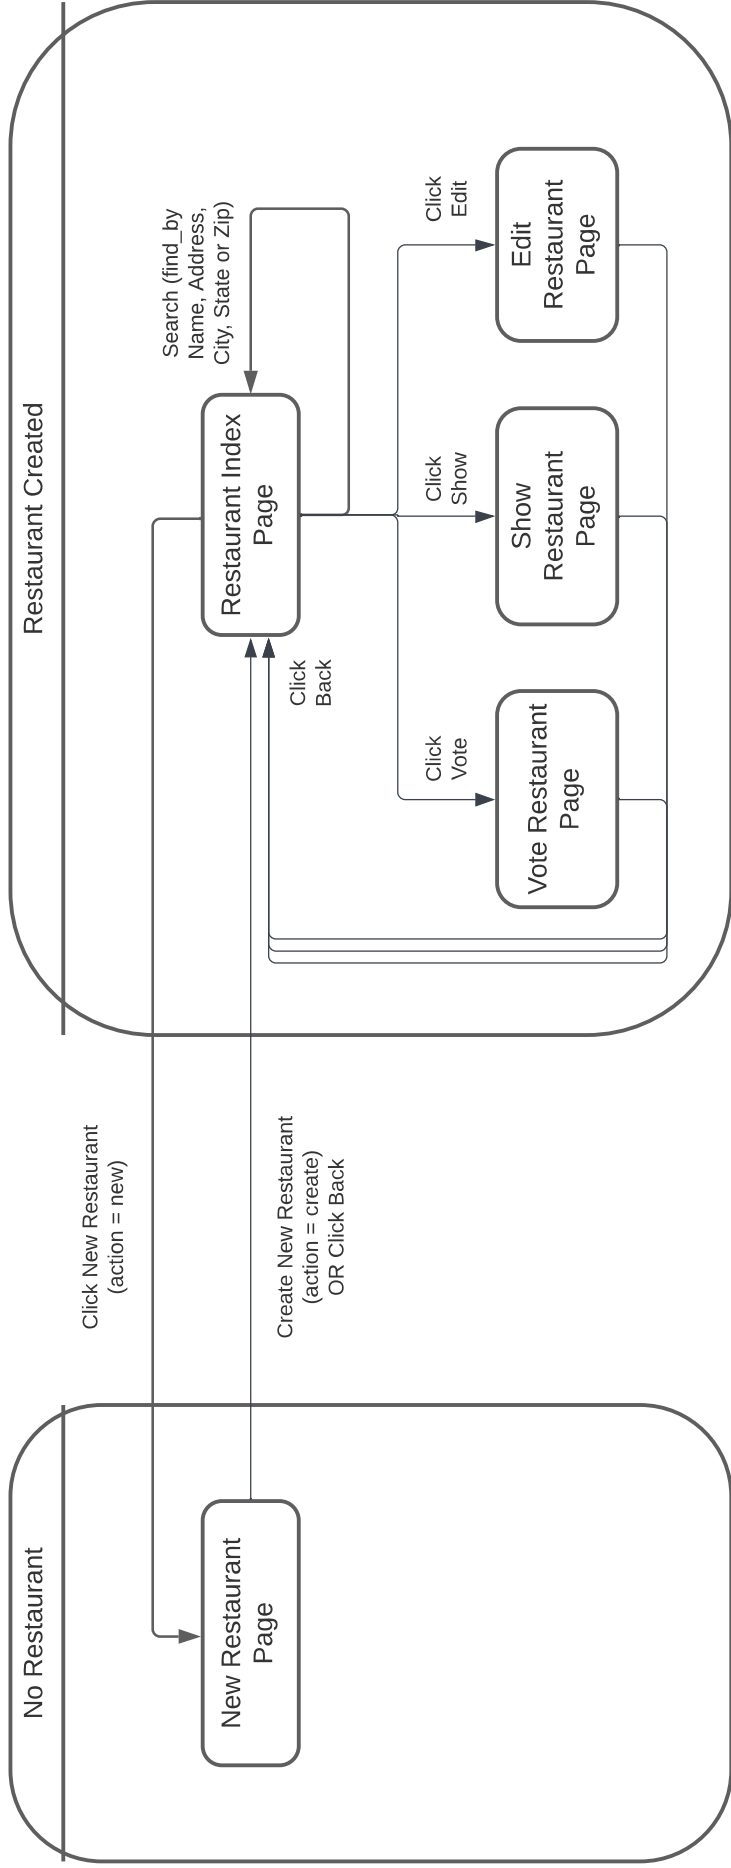 No Restaurant
Restaurant Created
Click New Restaurant
(action = new)
Search (find_by
Name, Address,
City, State or Zip)
New Restaurant
Page
Create New Restaurant
(action = create)
OR Click Back
Restaurant Index
Page
Click
Back
Click
Vote
Click
Show
Click
Edit
Vote Restaurant
Page
Show
Restaurant
Page
Edit
Restaurant
Page